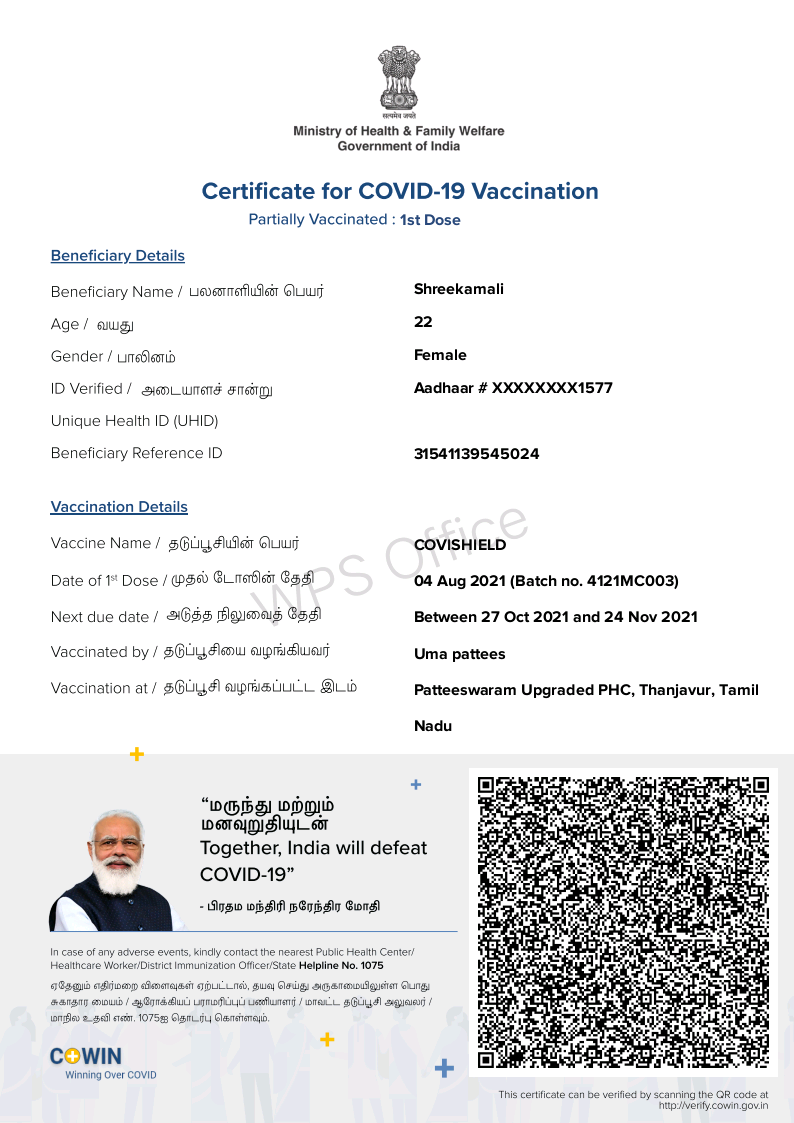 सत्यमेव जयते
Ministry of Health & Family Welfare
Government of India
Certificate for COVID-19 Vaccination
Partially Vaccinated : 1st Dose
Beneficiary Details
Beneficiary Name / பலனாளியின் பெயர் Shreekamali
Age / வயது 22
Gender / பாலினம் Female
ID Verified / அடையாளச் சான்று Aadhaar # XXXXXXXX1577
Unique Health ID (UHID)
Beneficiary Reference ID 31541139545024
Vaccination Details
Vaccine Name / தடுப்பூசியின் பெயர் COVISHIELD
Date of 1st Dose / முதல் டோஸின் தேதி 04 Aug 2021 (Batch no. 4121MC003)
Next due date / அடுத்த நிலுவைத் தேதி Between 27 Oct 2021 and 24 Nov 2021
Vaccinated by / தடுப்பூசியை வழங்கியவர் Uma pattees
Vaccination at / தடுப்பூசி வழங்கப்பட்ட இடம் Patteeswaram Upgraded PHC, Thanjavur, Tamil
Nadu
WPS Office
“மருந்து மற்றும்
மனவுறுதியுடன்
Together, India will defeat
COVID-19”
- பிரதம மந்திரி நரேந்திர மோதி
In case of any adverse events, kindly contact the nearest Public Health Center/
Healthcare Worker/District Immunization Officer/State Helpline No. 1075
ஏதேனும் எதிர்மறை விளைவுகள் ஏற்பட்டால், தயவு செய்து அருகாமையிலுள்ள பொது
சுகாதார மையம் / ஆரோக்கியப் பராமரிப்புப் பணியாளர் / மாவட்ட தடுப்பூசி அலுவலர் /
மாநில உதவி எண். 1075ஐ தொடர்பு கொள்ளவும்.
COWIN
Winning Over COVID
This certificate can be verified by scanning the QR code at
http://verify.cowin.gov.in